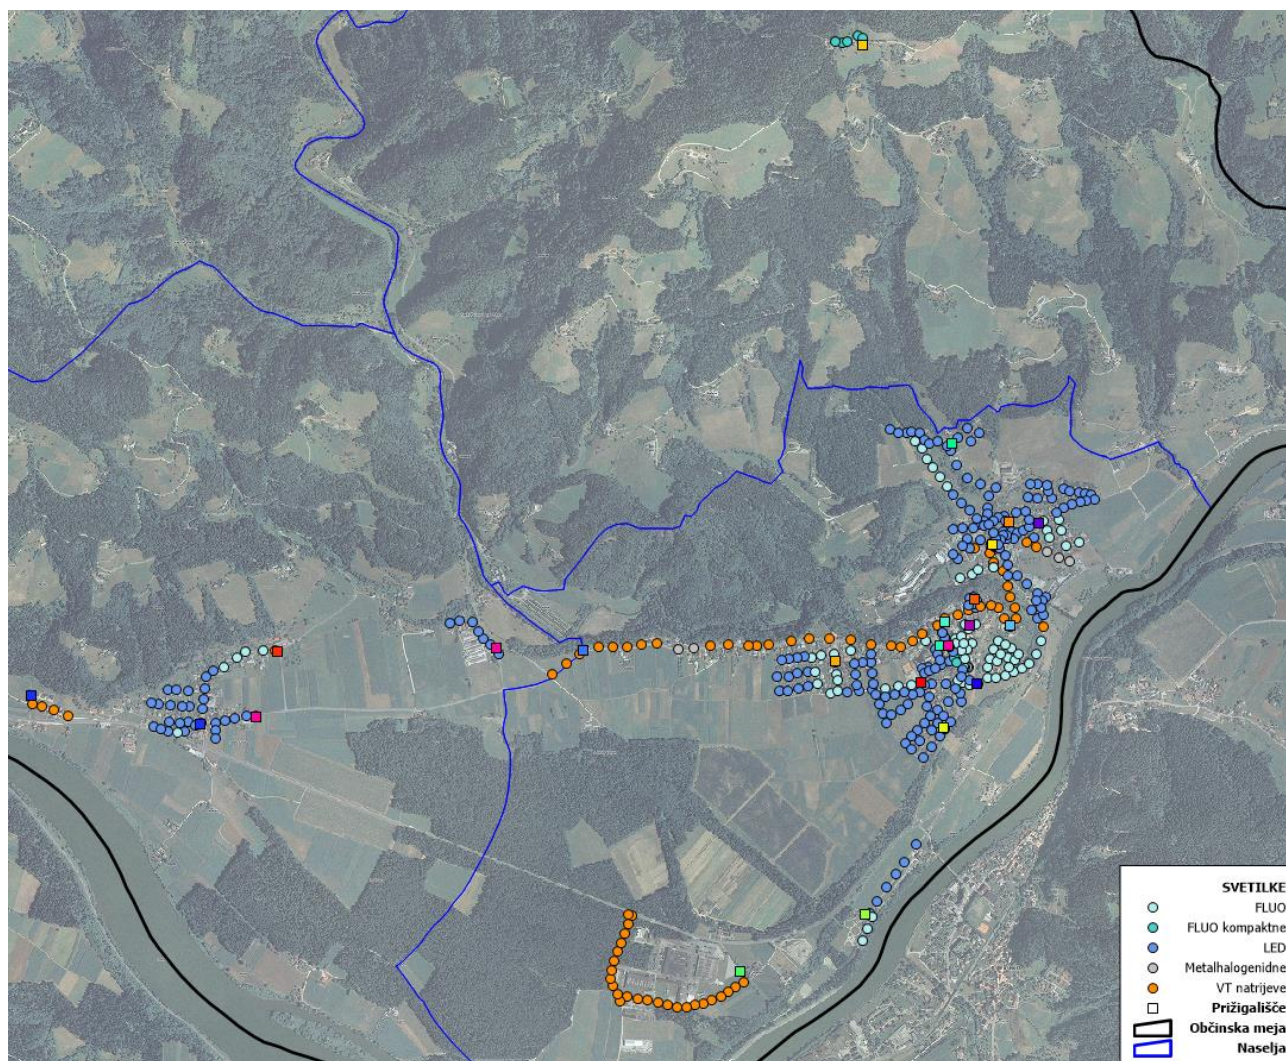 SVETILKE
FLUO
FLUO kompaktne
LED
Metalhalogenidne
VT natrijeve
Prižigališče
Občinska meja
Naselja